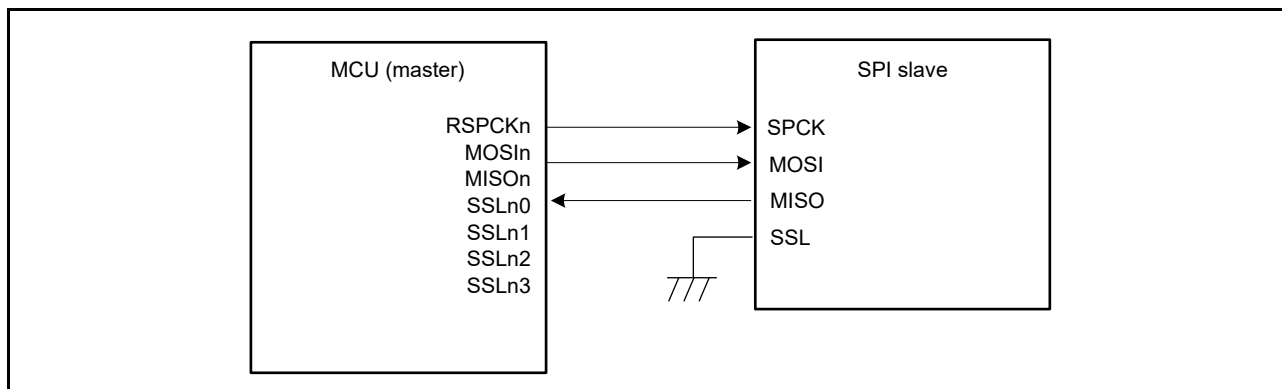 MCU (master)
RSPCKn
MOSIn
MISOn
SSLn0
SSLn1
SSLn2
SSLn3
SPI slave
SPCK
MOSI
MISO
SSL